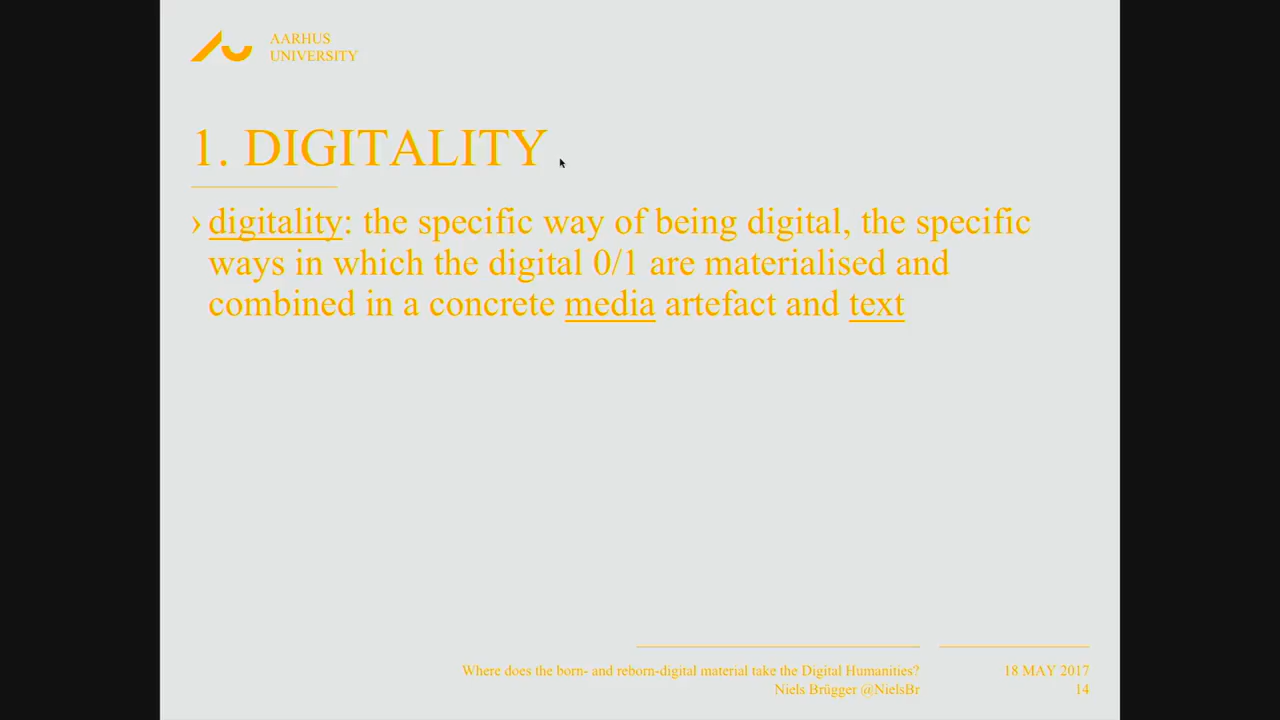 AARHUS
UNIVERSITY
1. DIGITALITY
› digitality: the specific way of being digital, the specific
ways in which the digital 0/1 are materialised and
combined in a concrete media artefact and text
Where does the born- and reborn-digital material take the Digital Humanities?
Niels Brügger @NielsBr
18 MAY 2017
14